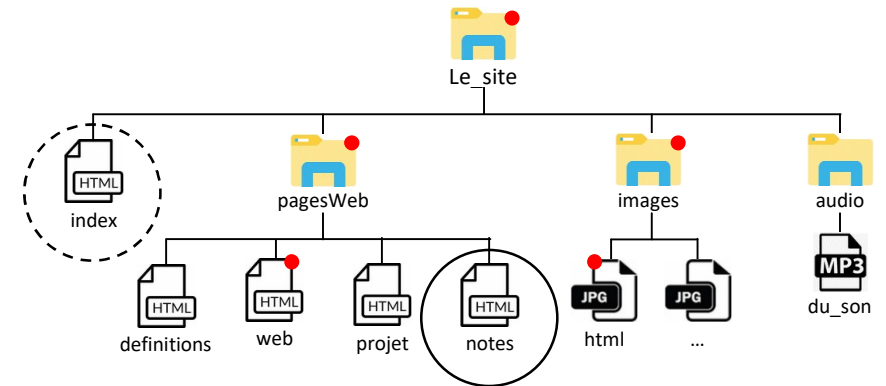 Le_site
HTML
index
pagesWeb
images
audio
HTML
definitions
HTML
web
HTML
projet
HTML
notes
JPG
html
JPG
...
MP3
du_son